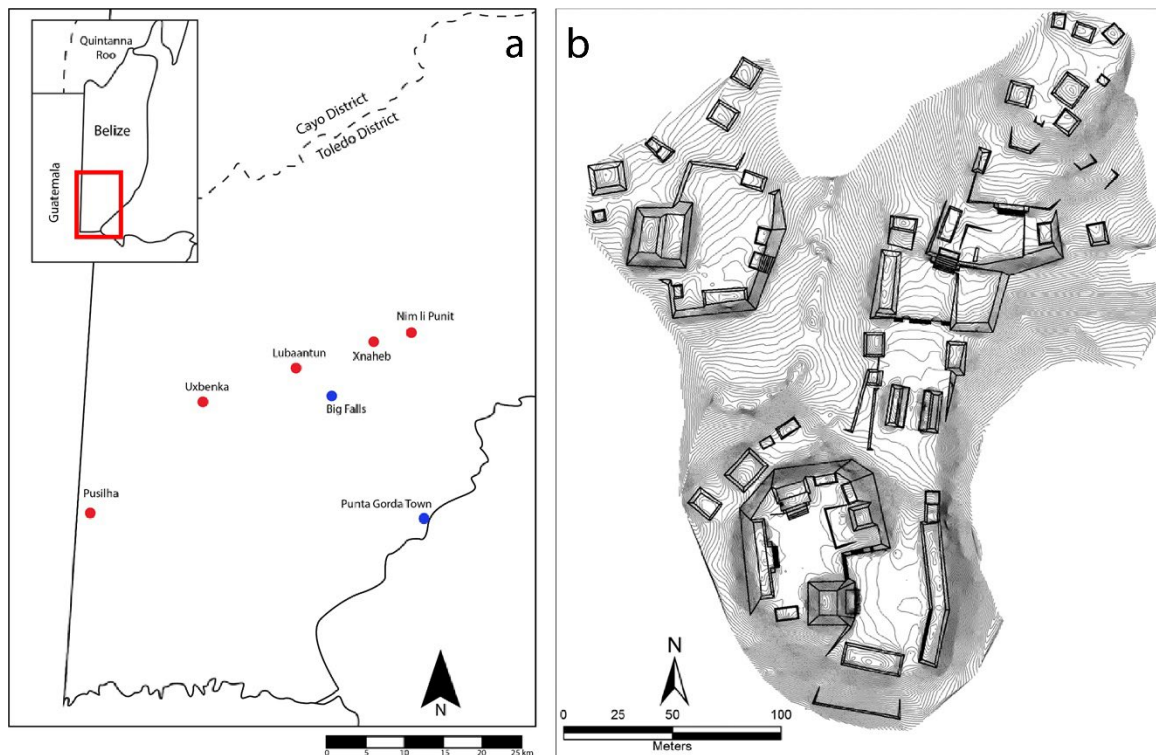 a
Quintanna
Roo
Belize
Guatemala
Cayo District
Toledo District
Nim li Punit
Xnaheb
Lubaantun
Uxbenka
Big Falls
Pusilha
Punta Gorda Town
N
0 5 10 15 20 25 km
b
N
0 25 50 100
Meters